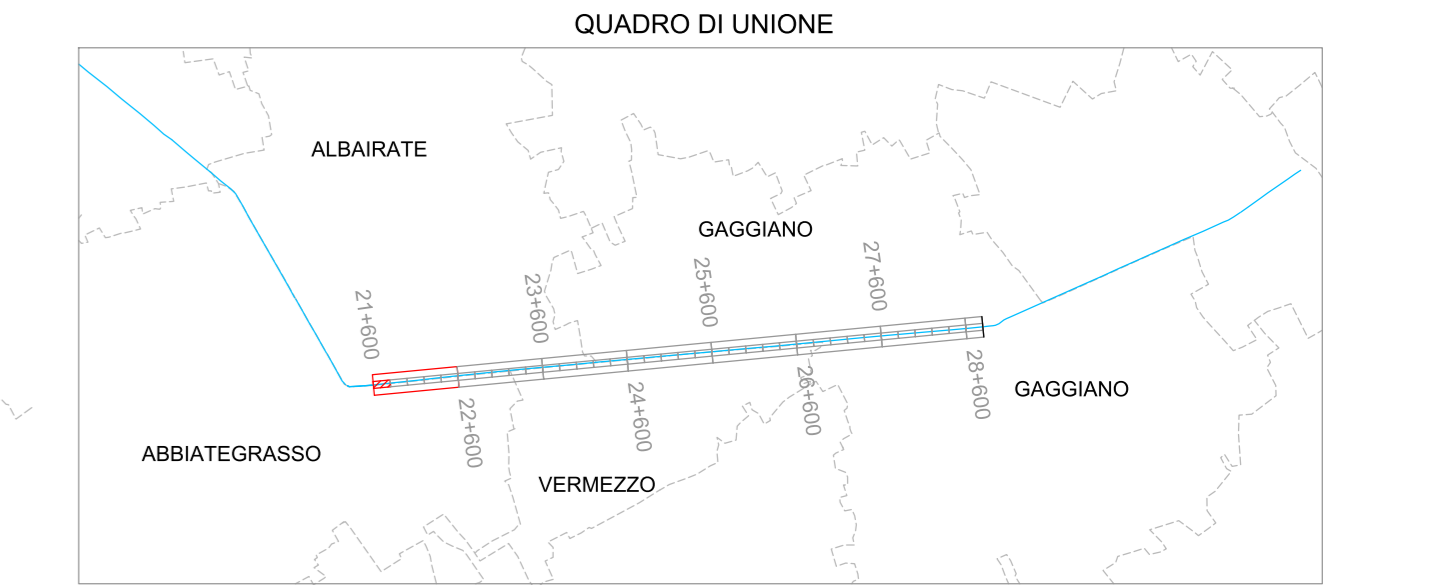 QUADRO DI UNIONE
ALBAIRATE
GAGGIANO
21+600
23+600
25+600
27+600
22+600
24+600
26+600
28+600
GAGGIANO
ABBIATEGRASSO
VERMEZZO